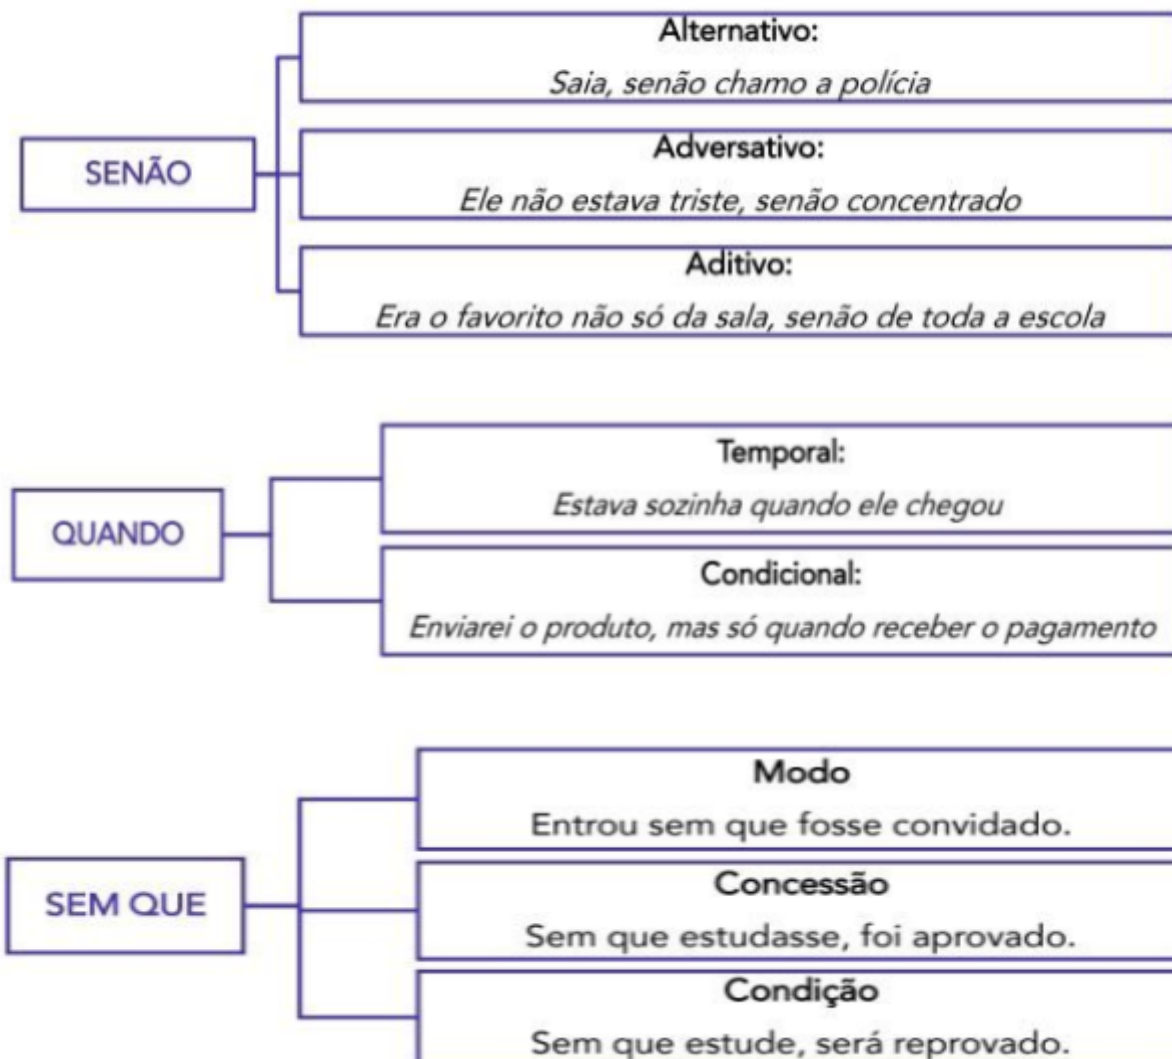 SENÃO
Alternativo:
Saia, senão chamo a polícia
Adversativo:
Ele não estava triste, senão concentrado
Aditivo:
Era o favorito não só da sala, senão de toda a escola
QUANDO
Temporal:
Estava sozinha quando ele chegou
Condicional:
Enviarei o produto, mas só quando receber o pagamento
SEM QUE
Modo
Entrou sem que fosse convidado.
Concessão
Sem que estudasse, foi aprovado.
Condição
Sem que estude, será reprovado.